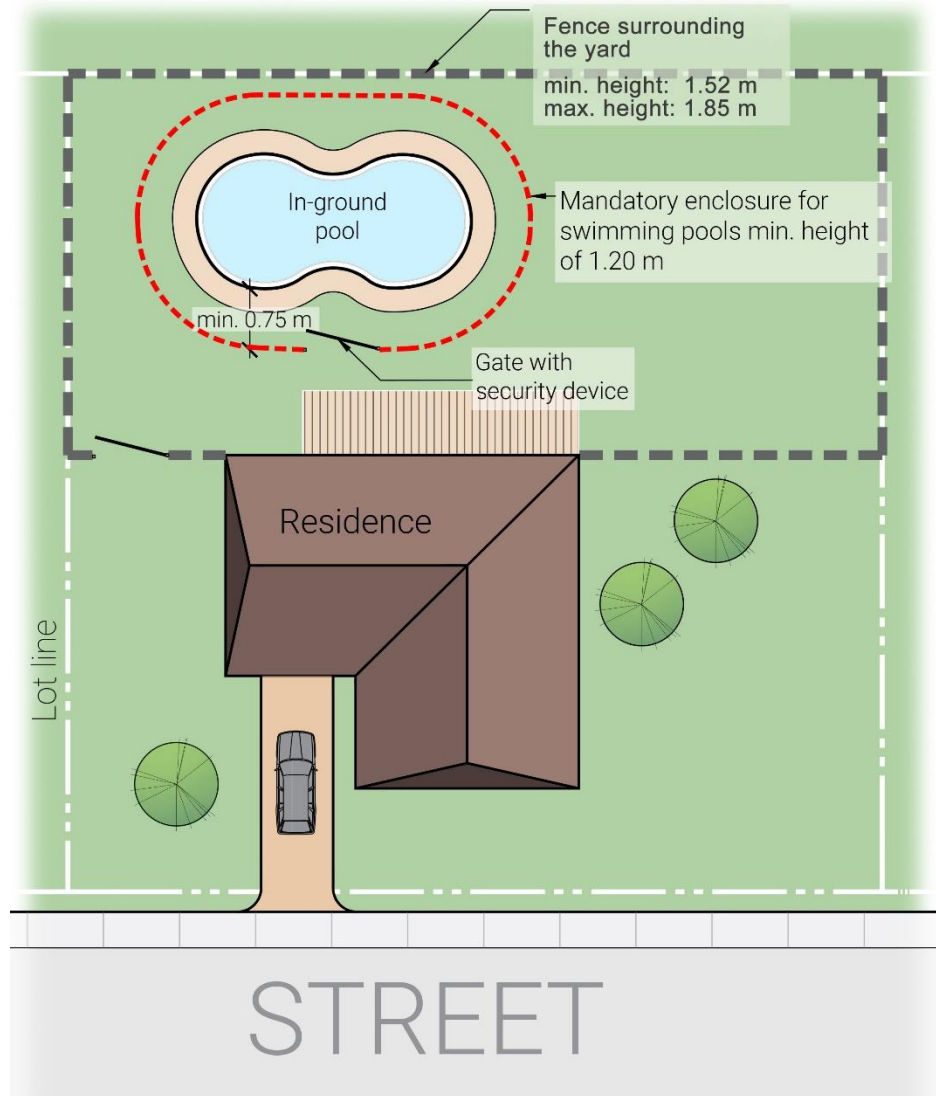 Fence surrounding
the yard
min. height: 1.52 m
max. height: 1.85 m
In-ground
pool
Mandatory enclosure for
swimming pools min. height
of 1.20 m
min. 0.75 m
Gate with
security device
Residence
Lot line
STREET